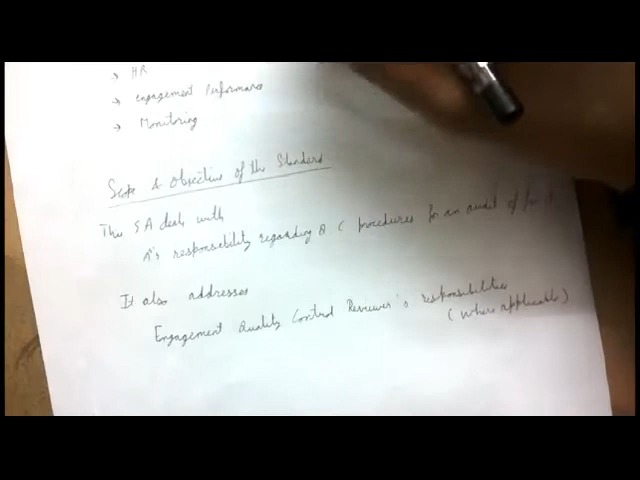 → HR
→ Engagement Performance
→ Monitoring
Scope & Objective of the Standard
This SA deals with
A's responsibility regarding Q C procedures for an audit of
It also addresses
Engagement Quality Control Reviewer's responsibilities
(where applicable)